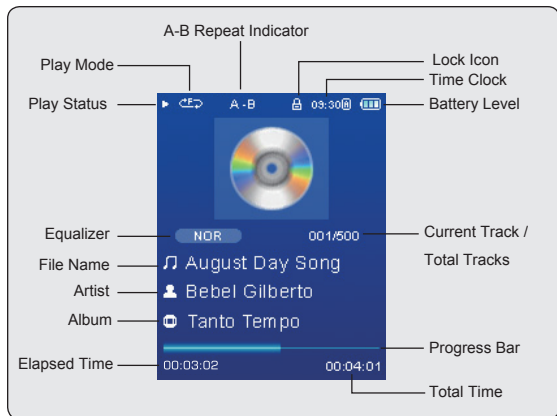 A-B Repeat Indicator
Play Mode
Lock Icon
Time Clock
Play Status
Battery Level
A-B
09:30
NOR
001/500
Equalizer
Current Track /
Total Tracks
File Name
August Day Song
Artist
Bebel Gilberto
Album
Tanto Tempo
Progress Bar
Elapsed Time
00:03:02
00:04:01
Total Time